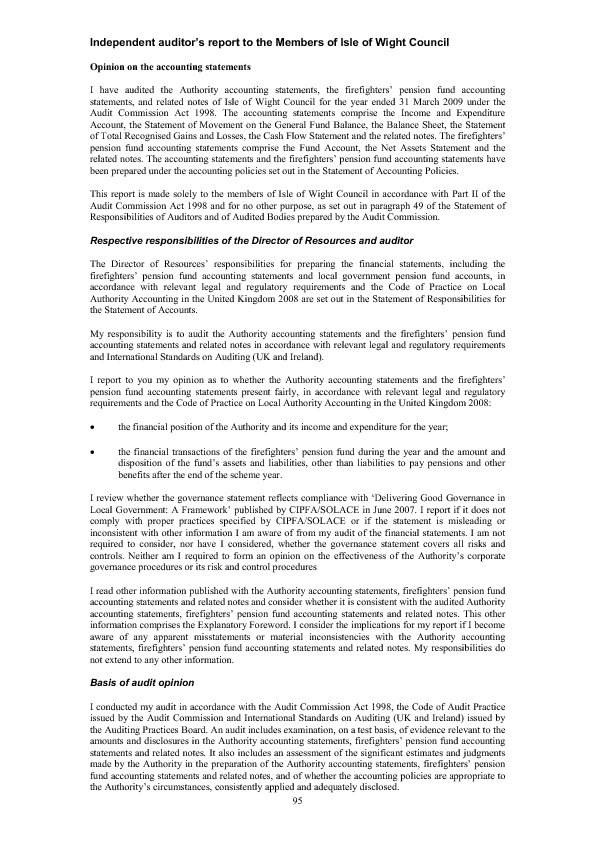 Independent auditor's report to the Members of Isle of Wight Council
Opinion on the accounting statements
I have audited the Authority accounting statements, the firefighters' pension fund accounting
statements, and related notes of Isle of Wight Council for the year ended 31 March 2009 under the
Audit Commission Act 1998. The accounting statements comprise the Income and Expenditure
Account, the Statement of Movement on the General Fund Balance, the Balance Sheet, the Statement
of Total Recognised Gains and Losses, the Cash Flow Statement and the related notes. The firefighters'
pension fund accounting statements comprise the Fund Account, the Net Assets Statement and the
related notes. The accounting statements and the firefighters' pension fund accounting statements have
been prepared under the accounting policies set out in the Statement of Accounting Policies.
This report is made solely to the members of Isle of Wight Council in accordance with Part II of the
Audit Commission Act 1998 and for no other purpose, as set out in paragraph 49 of the Statement of
Responsibilities of Auditors and of Audited Bodies prepared by the Audit Commission.
Respective responsibilities of the Director of Resources and auditor
The Director of Resources' responsibilities for preparing the financial statements, including the
firefighters' pension fund accounting statements and local government pension fund accounts, in
accordance with relevant legal and regulatory requirements and the Code of Practice on Local
Authority Accounting in the United Kingdom 2008 are set out in the Statement of Responsibilities for
the Statement of Accounts.
My responsibility is to audit the Authority accounting statements and the firefighters' pension fund
accounting statements and related notes in accordance with relevant legal and regulatory requirements
and International Standards on Auditing (UK and Ireland).
I report to you my opinion as to whether the Authority accounting statements and the firefighters'
pension fund accounting statements present fairly, in accordance with relevant legal and regulatory
requirements and the Code of Practice on Local Authority Accounting in the United Kingdom 2008:
• the financial position of the Authority and its income and expenditure for the year;
• the financial transactions of the firefighters' pension fund during the year and the amount and
disposition of the fund's assets and liabilities, other than liabilities to pay pensions and other
benefits after the end of the scheme year.
I review whether the governance statement reflects compliance with 'Delivering Good Governance in
Local Government: A Framework' published by CIPFA/SOLACE in June 2007. I report if it does not
comply with proper practices specified by CIPFA/SOLACE or if the statement is misleading or
inconsistent with other information I am aware of from my audit of the financial statements. I am not
required to consider, nor have I considered, whether the governance statement covers all risks and
controls. Neither am I required to form an opinion on the effectiveness of the Authority's corporate
governance procedures or its risk and control procedures
I read other information published with the Authority accounting statements, firefighters' pension fund
accounting statements and related notes and consider whether it is consistent with the audited Authority
accounting statements, firefighters' pension fund accounting statements and related notes. This other
information comprises the Explanatory Foreword. I consider the implications for my report if I become
aware of any apparent misstatements or material inconsistencies with the Authority accounting
statements, firefighters' pension fund accounting statements and related notes. My responsibilities do
not extend to any other information.
Basis of audit opinion
I conducted my audit in accordance with the Audit Commission Act 1998, the Code of Audit Practice
issued by the Audit Commission and International Standards on Auditing (UK and Ireland) issued by
the Auditing Practices Board. An audit includes examination, on a test basis, of evidence relevant to the
amounts and disclosures in the Authority accounting statements, firefighters' pension fund accounting
statements and related notes. It also includes an assessment of the significant estimates and judgments
made by the Authority in the preparation of the Authority accounting statements, firefighters' pension
fund accounting statements and related notes, and of whether the accounting policies are appropriate to
the Authority's circumstances, consistently applied and adequately disclosed.
95